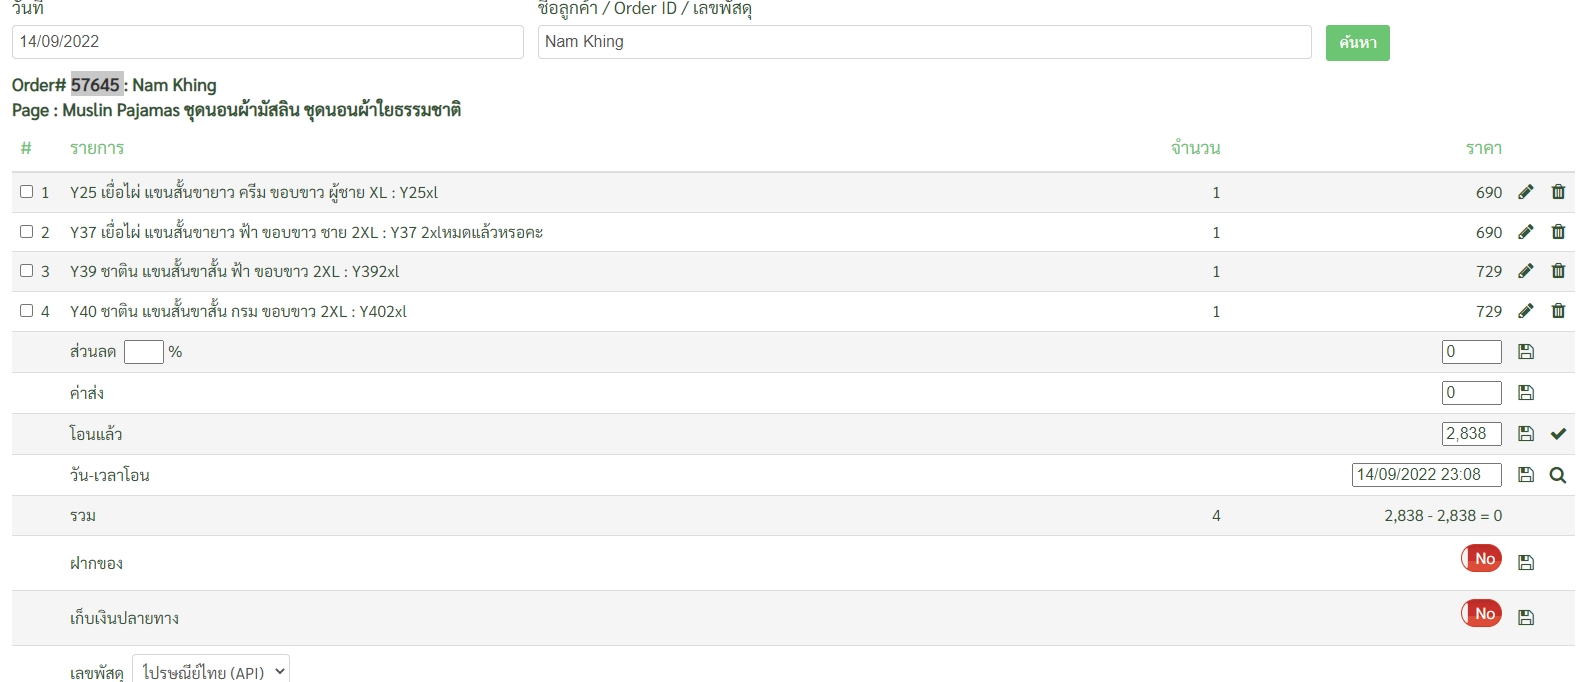 วันที่ ชื่อลูกค้า / Order ID / เลขพัสดุ
14/09/2022 Nam Khing ค้นหา
Order# 57645 : Nam Khing
Page : Muslin Pajamas ชุดนอนผ้ามัสลิน ชุดนอนผ้าใยธรรมชาติ
# รายการ จำนวน ราคา
1 Y25 เยื่อไผ่ แขนสั้นขายาว ครีม ขอบขาว ผู้ชาย XL : Y25xl 1 690
2 Y37 เยื่อไผ่ แขนสั้นขายาว ฟ้า ขอบขาว ชาย 2XL : Y37 2xlหมดแล้วหรอคะ 1 690
3 Y39 ซาติน แขนสั้นขาสั้น ฟ้า ขอบขาว 2XL : Y392xl 1 729
4 Y40 ซาติน แขนสั้นขาสั้น กรม ขอบขาว 2XL : Y402xl 1 729
ส่วนลด % 0
ค่าส่ง 0
โอนแล้ว 2,838
วัน-เวลาโอน 14/09/2022 23:08
รวม 4 2,838 - 2,838 = 0
ฝากของ No
เก็บเงินปลายทาง No
เลขพัสดุ ไปรษณีย์ไทย (API)